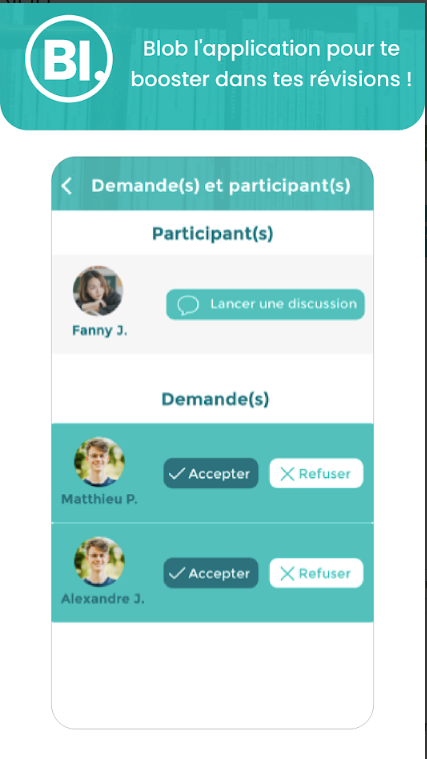 Bl.
Blob l'application pour te
booster dans tes révisions !
Demande(s) et participant(s)
Participant(s)
Lancer une discussion
Fanny J.
Demande(s)
Accepter
Refuser
Matthieu P.
Accepter
Refuser
Alexandre J.